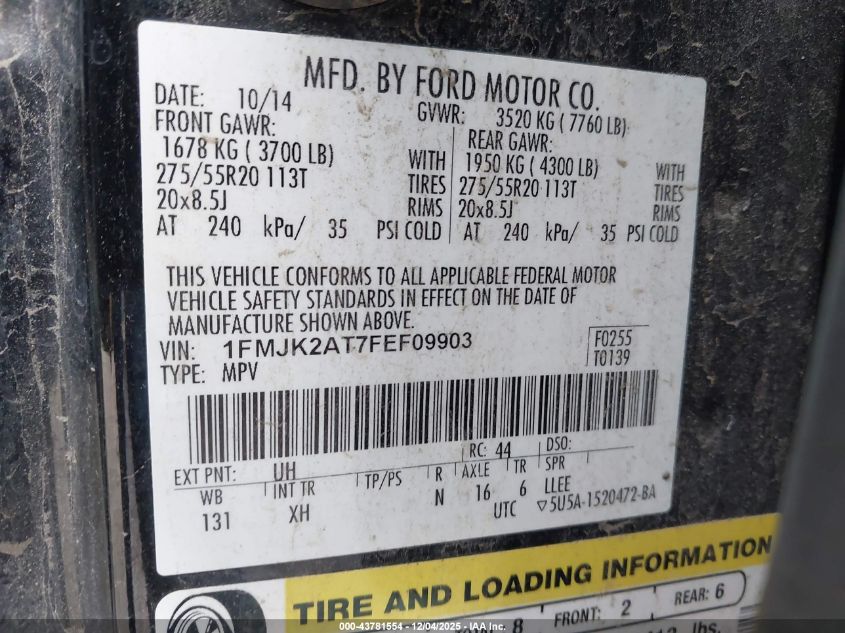 MFD. BY FORD MOTOR CO.
DATE: 10/14 GVWR: 3520 KG ( 7760 LB)
FRONT GAWR: REAR GAWR:
1678 KG ( 3700 LB) WITH 1950 KG ( 4300 LB) WITH
275/55R20 113T TIRES 275/55R20 113T TIRES
20x8.5J RIMS 20x8.5J RIMS
AT 240 kPa/ 35 PSI COLD AT 240 kPa/ 35 PSI COLD
THIS VEHICLE CONFORMS TO ALL APPLICABLE FEDERAL MOTOR
VEHICLE SAFETY STANDARDS IN EFFECT ON THE DATE OF
MANUFACTURE SHOWN ABOVE.
VIN: 1FMJK2AT7FEF09903 F0255
TYPE: MPV T0139
EXT PNT: UH RC: 44 DSO:
WB INT TR TP/PS R AXLE TR SPR
131 XH N 16 6 LLEE
UTC ▽5U5A-1520472-BA
TIRE AND LOADING INFORMATION
8 FRONT: 2 REAR: 6
lbs.
000-43781554 | 12/04/2025 | Copyright © IAA, LLC